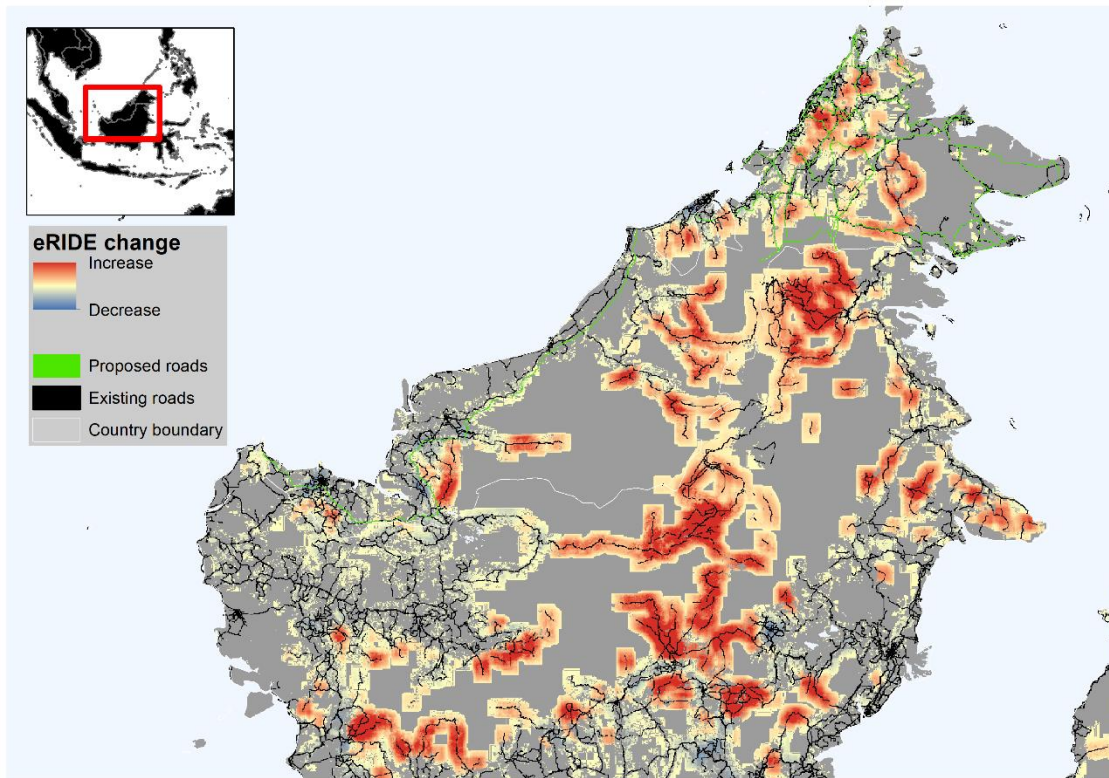 eRIDE change
Increase
Decrease
Proposed roads
Existing roads
Country boundary